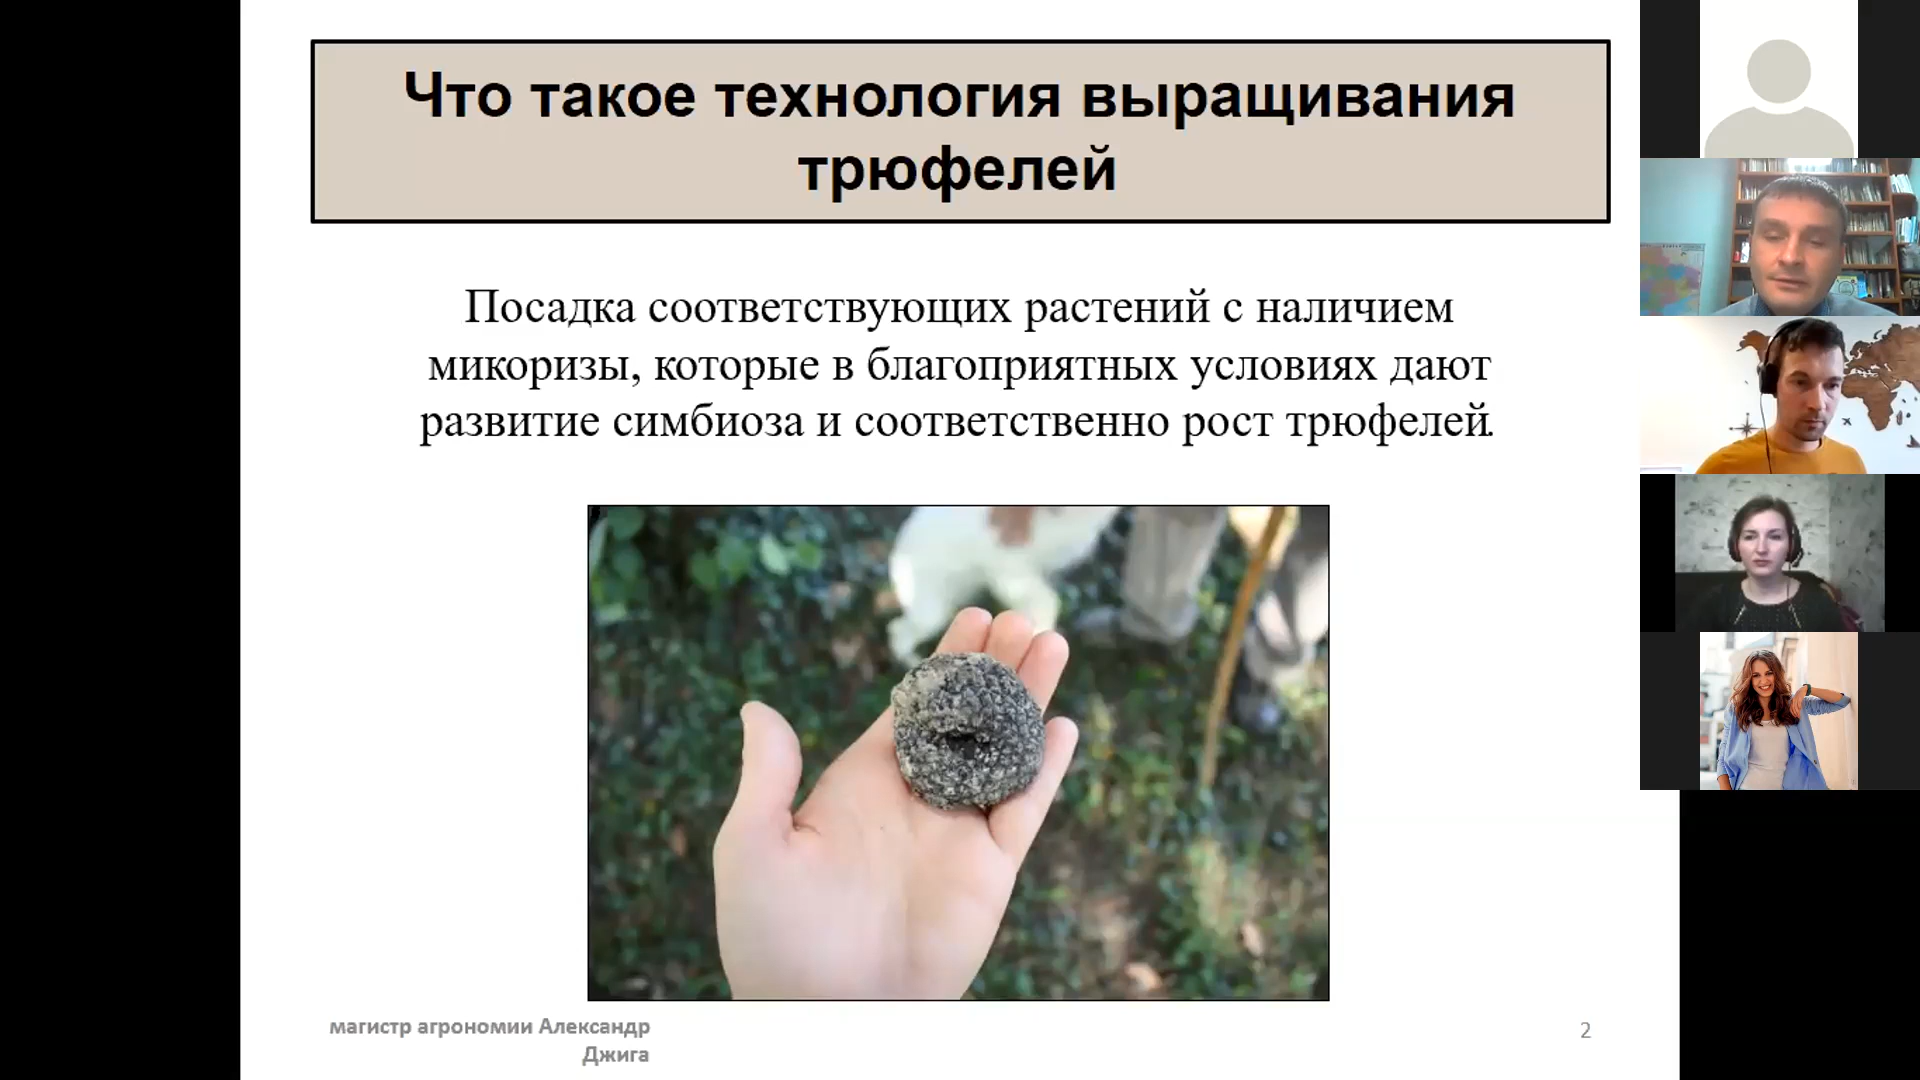 Что такое технология выращивания
трюфелей
Посадка соответствующих растений с наличием
микоризы, которые в благоприятных условиях дают
развитие симбиоза и соответственно рост трюфелей.
магистр агрономии Александр
Джига
2